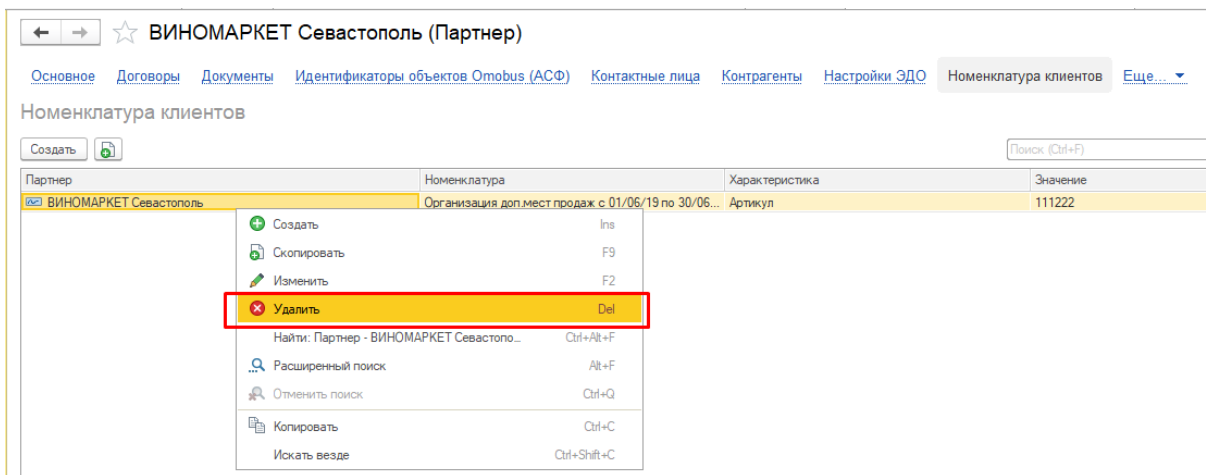 ВИНОМАРКЕТ Севастополь (Партнер)
Основное Договоры Документы Идентификаторы объектов Omobus (АСФ) Контактные лица Контрагенты Настройки ЭДО Номенклатура клиентов Еще...
Номенклатура клиентов
Создать Поиск (Ctrl+F)
Партнер Номенклатура Характеристика Значение
ВИНОМАРКЕТ Севастополь Организация доп.мест продаж с 01/06/19 по 30/06... Артикул 111222
Создать Ins
Скопировать F9
Изменить F2
Удалить Del
Найти: Партнер - ВИНОМАРКЕТ Севастопо... Ctrl+Alt+F
Расширенный поиск Alt+F
Отменить поиск Ctrl+Q
Копировать Ctrl+C
Искать везде Ctrl+Shift+C